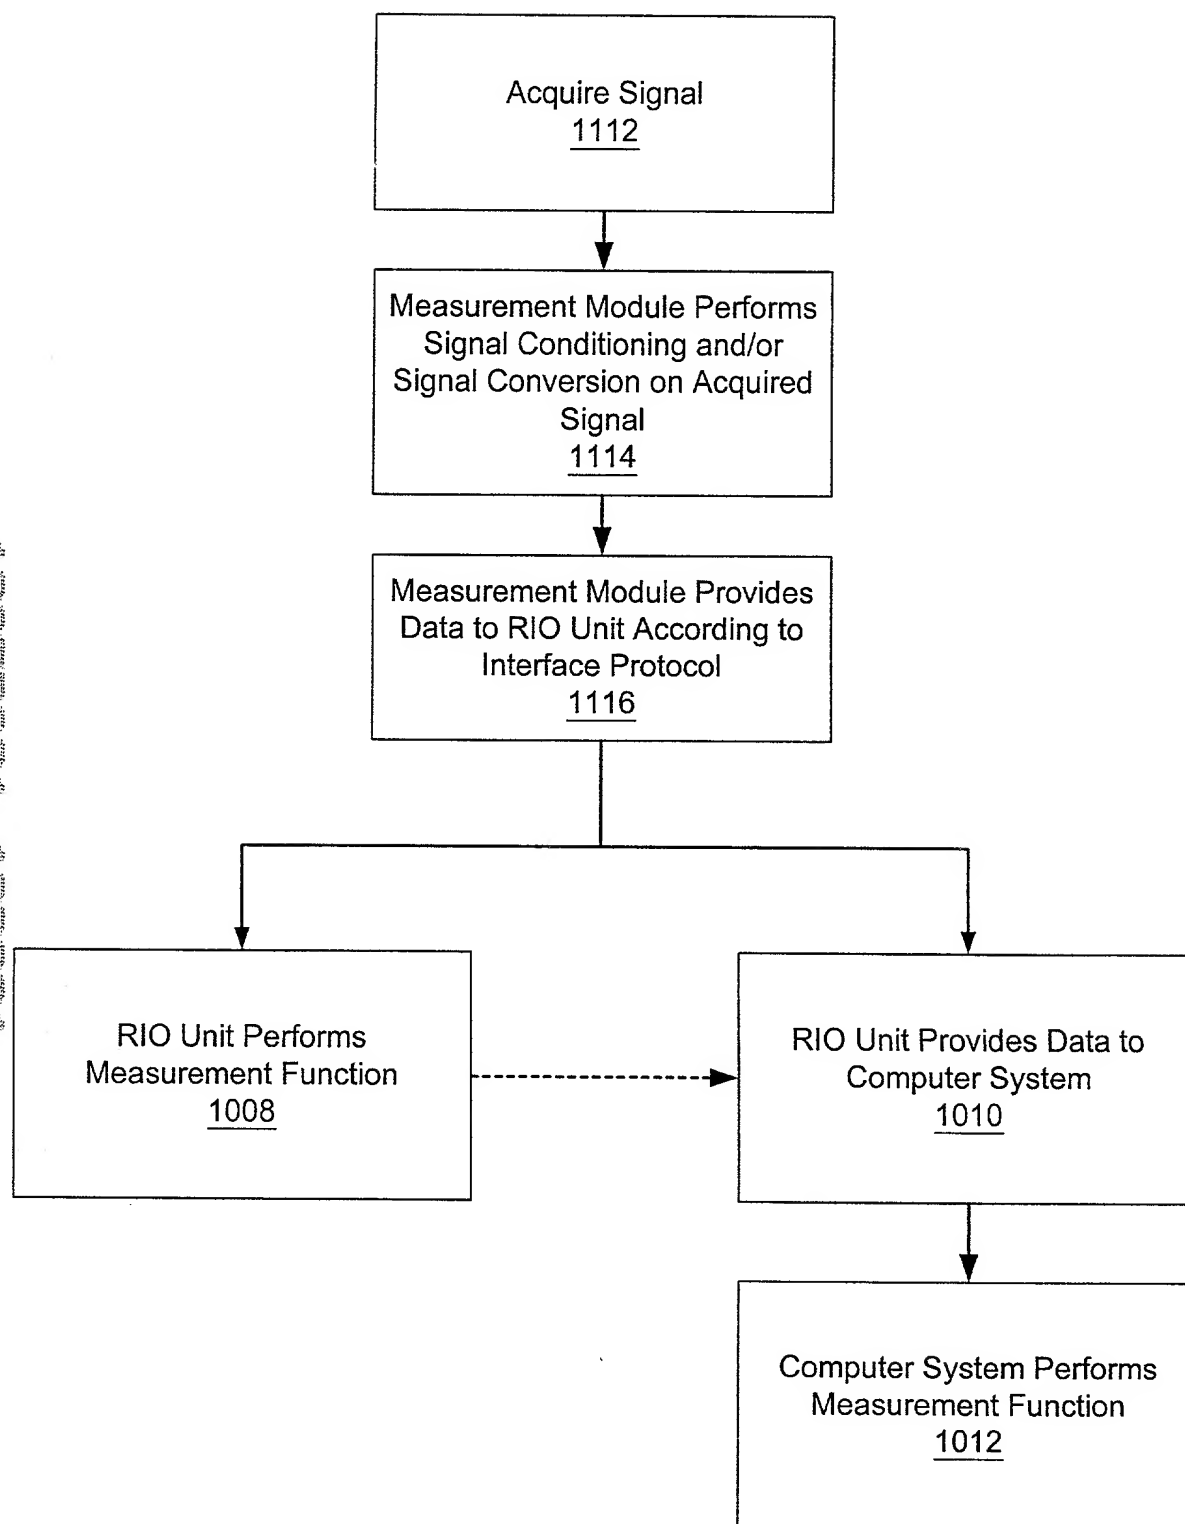 Acquire Signal
1112
Measurement Module Performs
Signal Conditioning and/or
Signal Conversion on Acquired
Signal
1114
Measurement Module Provides
Data to RIO Unit According to
Interface Protocol
1116
RIO Unit Performs
Measurement Function
1008
RIO Unit Provides Data to
Computer System
1010
Computer System Performs
Measurement Function
1012